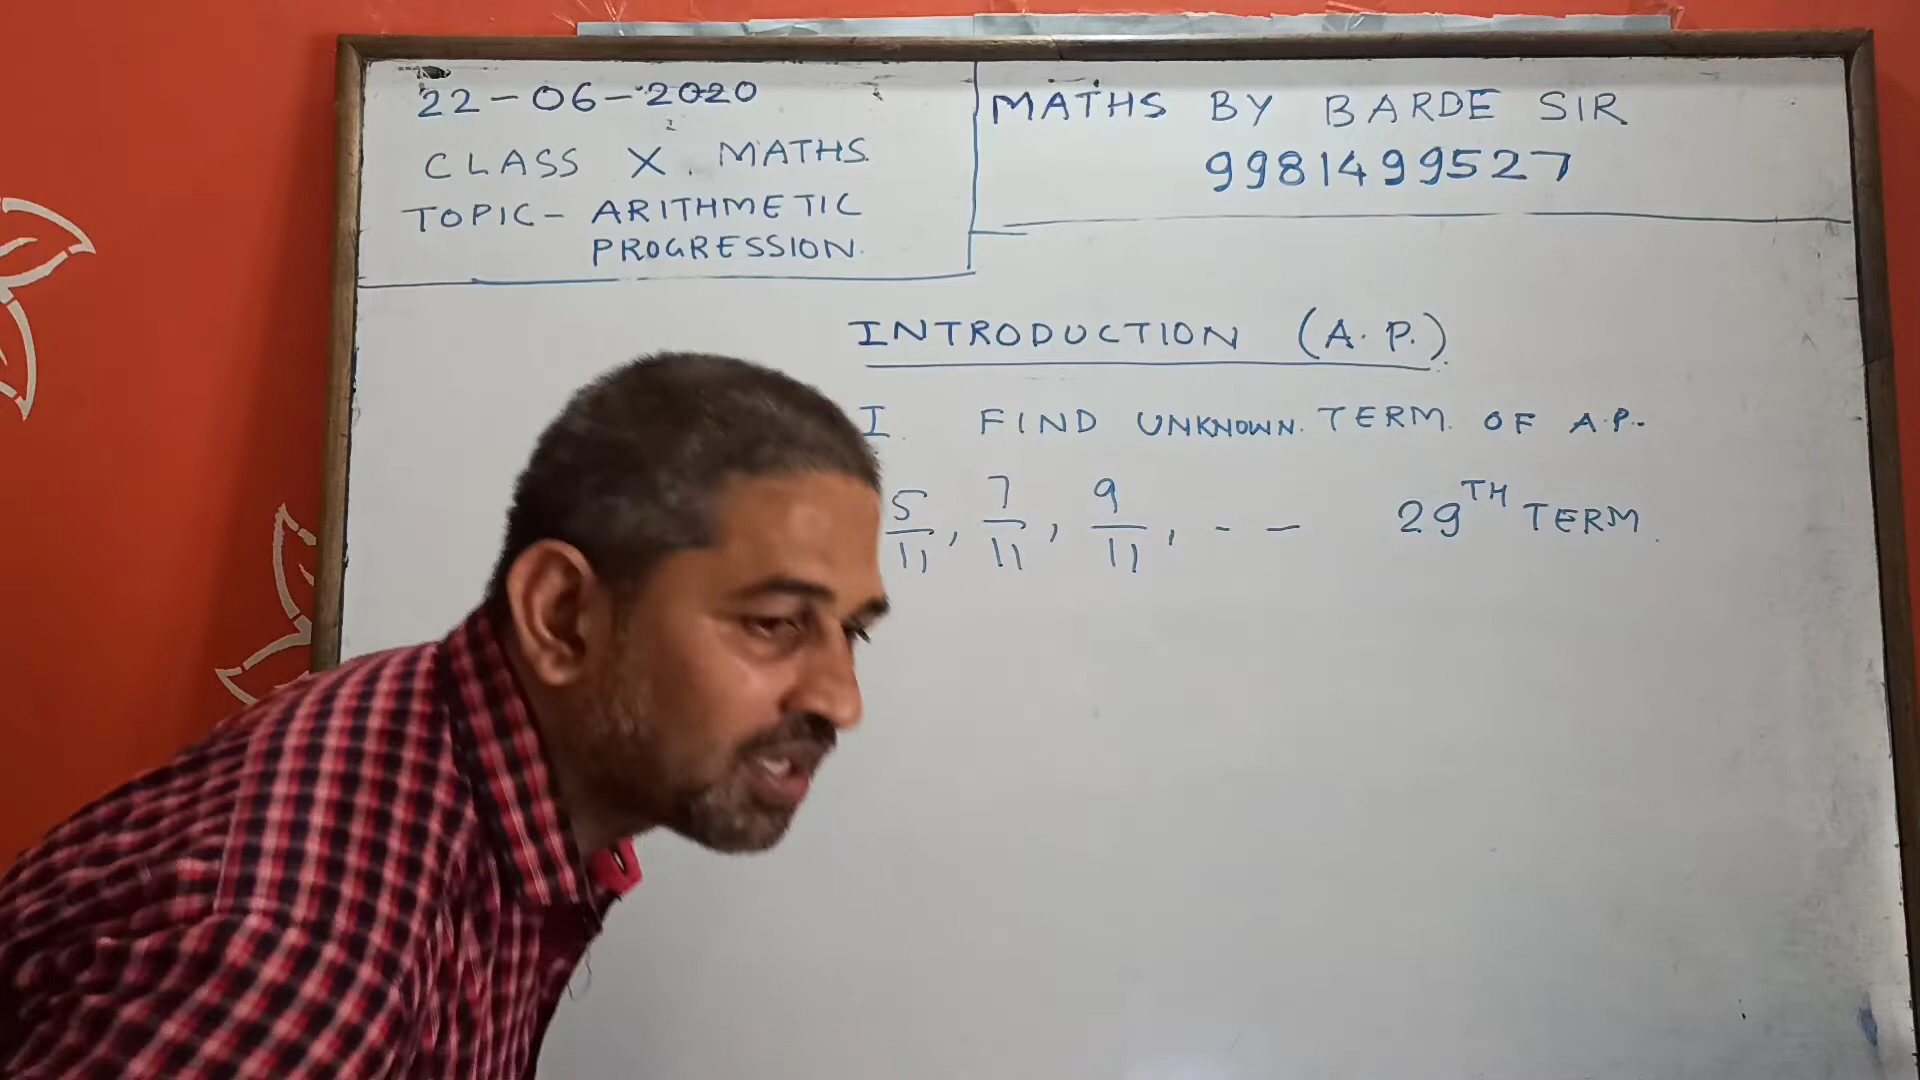 22-06-2020
CLASS X. MATHS.
TOPIC- ARITHMETIC
PROGRESSION.
MATHS BY BARDE SIR
9981499527
INTRODUCTION (A.P.).
I. FIND UNKNOWN. TERM. OF A.P.
5/11, 7/11, 9/11, - - 29TH TERM.